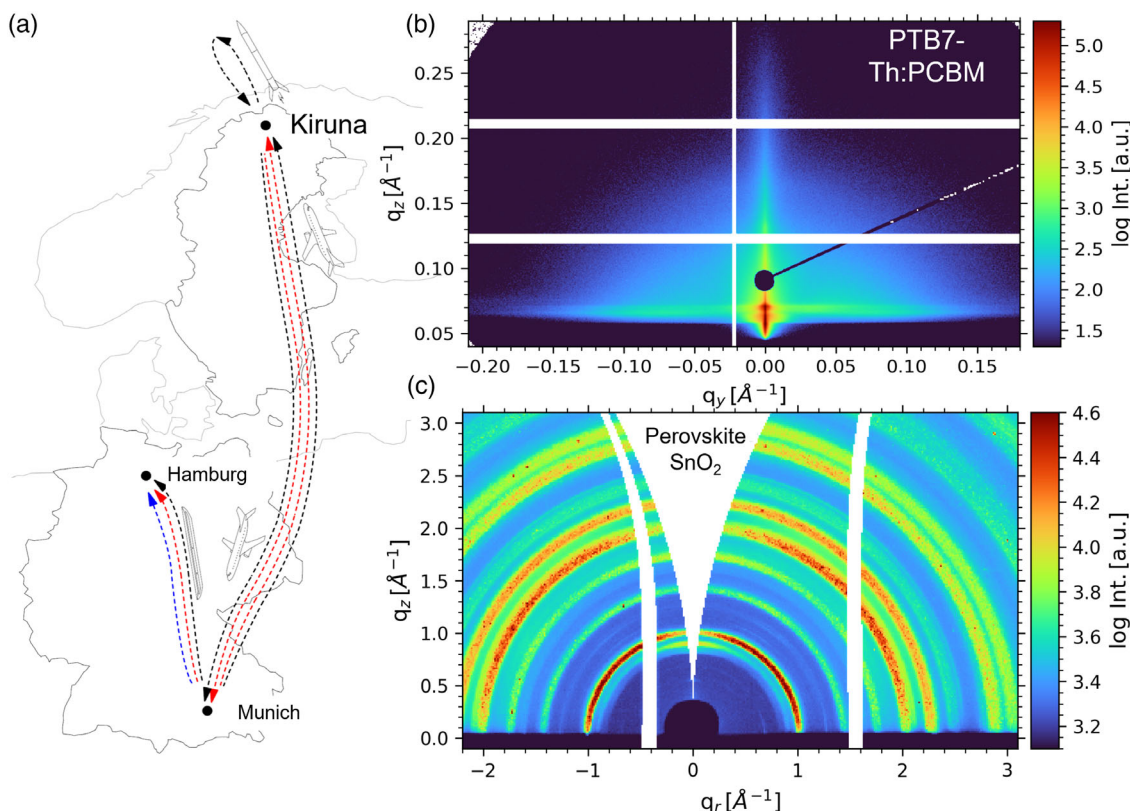 (a)
Kiruna
Hamburg
Munich
(b)
PTB7-
Th:PCBM
q_z [Å⁻¹]
0.25
0.20
0.15
0.10
0.05
−0.20 −0.15 −0.10 −0.05 0.00 0.05 0.10 0.15
q_y [Å⁻¹]
5.0
4.5
4.0
3.5
3.0
2.5
2.0
1.5
log Int. [a.u.]
(c)
Perovskite
SnO₂
q_z [Å⁻¹]
3.0
2.5
2.0
1.5
1.0
0.5
0.0
−2 −1 0 1 2 3
q_r [Å⁻¹]
4.6
4.4
4.2
4.0
3.8
3.6
3.4
3.2
log Int. [a.u.]